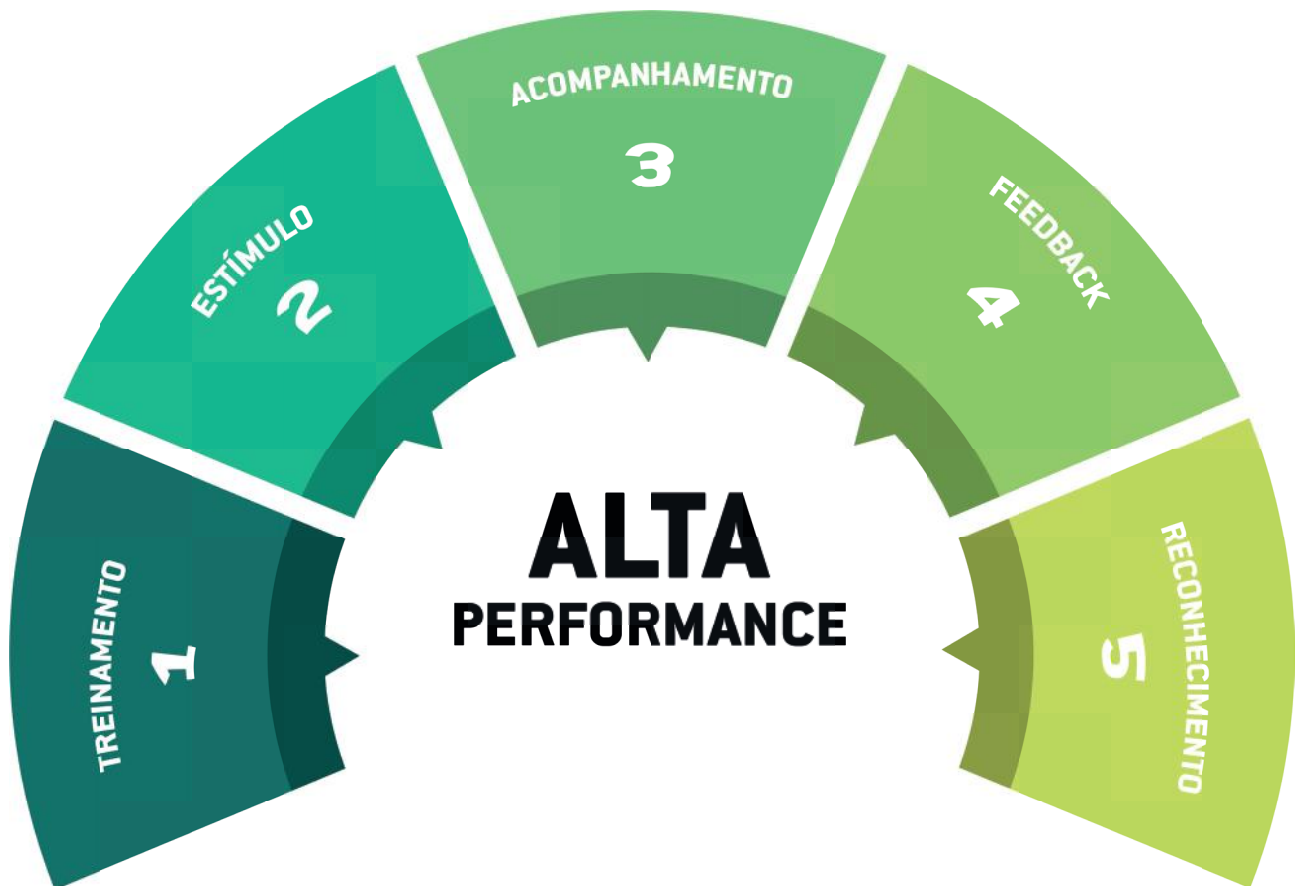 TREINAMENTO
1
ESTÍMULO
2
ACOMPANHAMENTO
3
FEEDBACK
4
RECONHECIMENTO
5
ALTA
PERFORMANCE